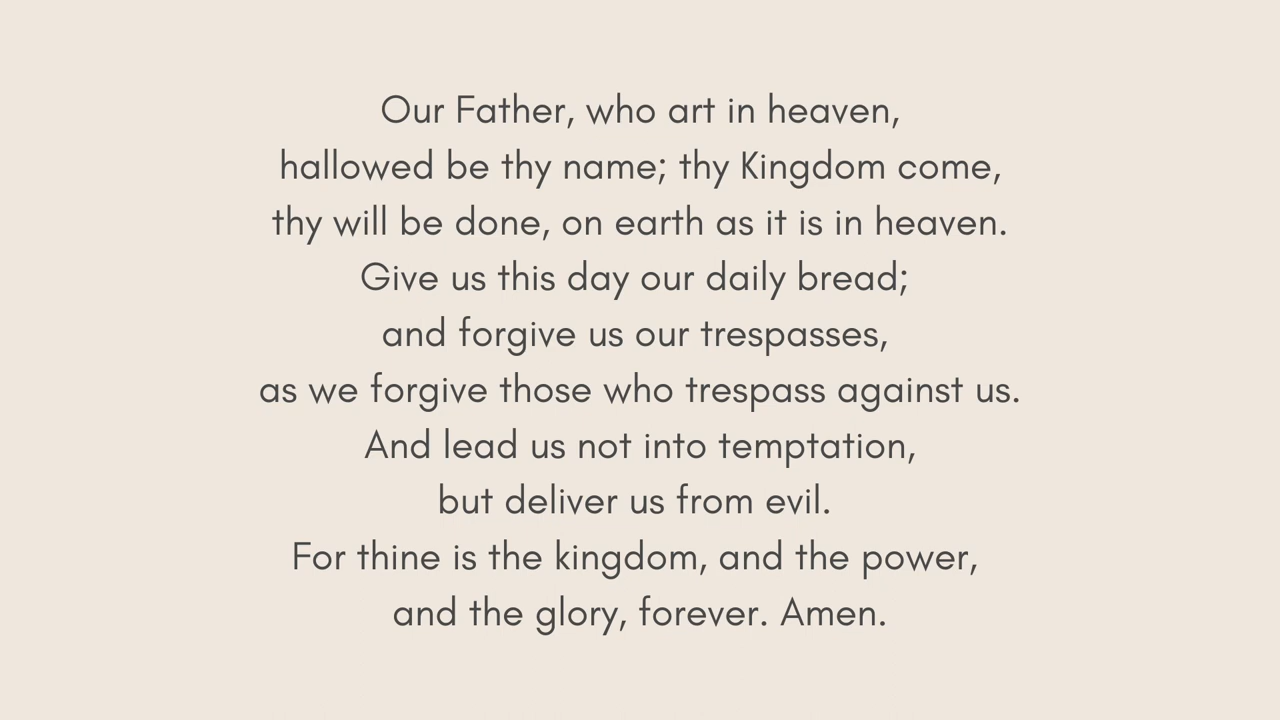 Our Father, who art in heaven,
hallowed be thy name; thy Kingdom come,
thy will be done, on earth as it is in heaven.
Give us this day our daily bread;
and forgive us our trespasses,
as we forgive those who trespass against us.
And lead us not into temptation,
but deliver us from evil.
For thine is the kingdom, and the power,
and the glory, forever. Amen.